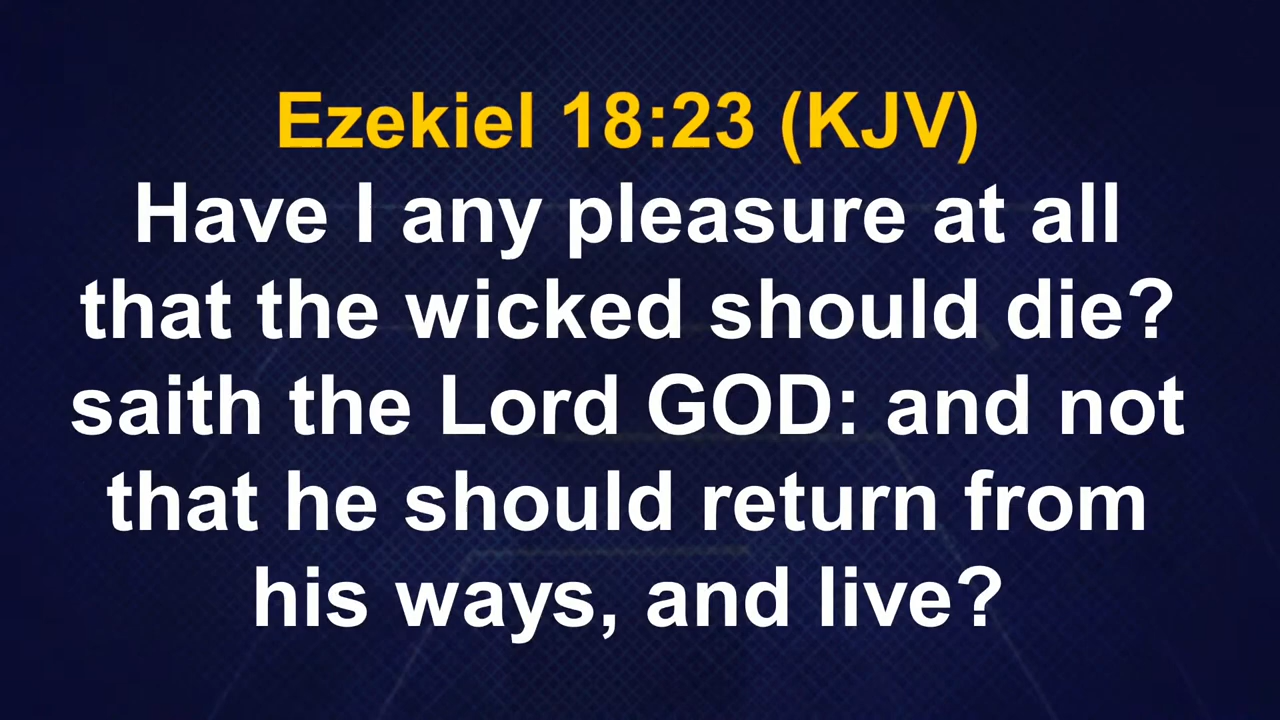 Ezekiel 18:23 (KJV)
Have I any pleasure at all
that the wicked should die?
saith the Lord GOD: and not
that he should return from
his ways, and live?